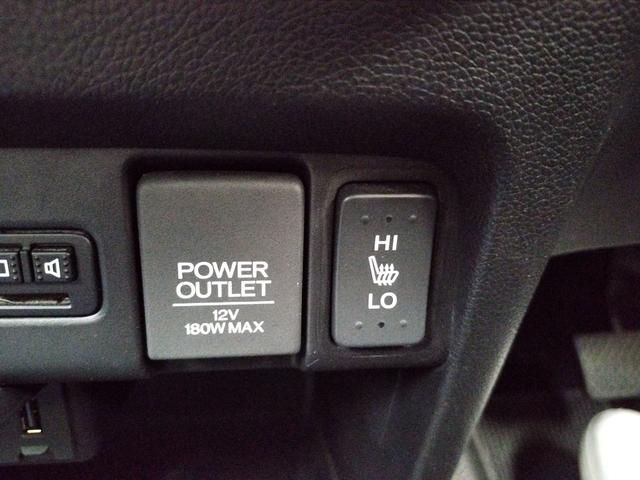 POWER
OUTLET
12V
180W MAX
HI
LO